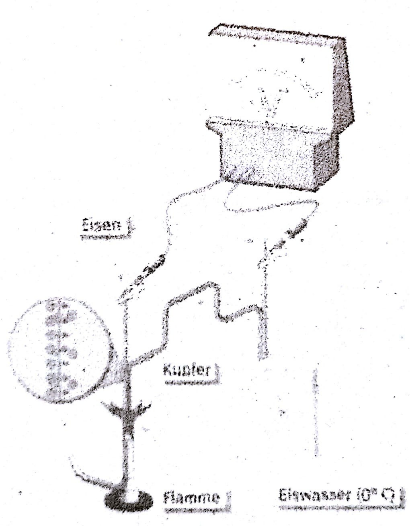 Eisen
Kupfer
Flamme
Eiswasser (0° C)